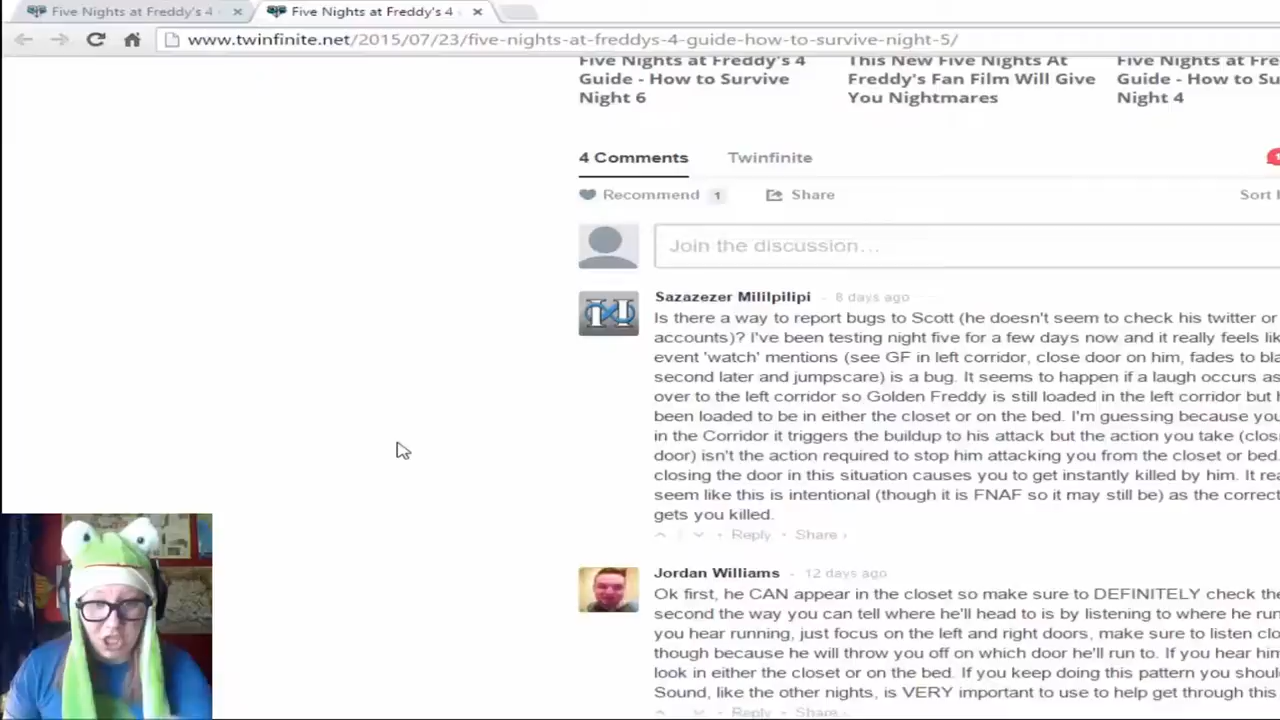 Five Nights at Freddy's 4
Five Nights at Freddy's 4
www.twinfinite.net/2015/07/23/five-nights-at-freddys-4-guide-how-to-survive-night-5/
Five Nights at Freddy's 4
Guide - How to Survive
Night 6
This New Five Nights At
Freddy's Fan Film Will Give
You Nightmares
Five Nights at Fre
Guide - How to Su
Night 4
4 Comments
Twinfinite
1
Recommend 1
Share
Sort
Join the discussion...
Sazazezer Mililpilipi - 8 days ago
Is there a way to report bugs to Scott (he doesn't seem to check his twitter or
accounts)? I've been testing night five for a few days now and it really feels li
event 'watch' mentions (see GF in left corridor, close door on him, fades to bla
second later and jumpscare) is a bug. It seems to happen if a laugh occurs as
over to the left corridor so Golden Freddy is still loaded in the left corridor but
been loaded to be in either the closet or on the bed. I'm guessing because you
in the Corridor it triggers the buildup to his attack but the action you take (clos
door) isn't the action required to stop him attacking you from the closet or bed.
closing the door in this situation causes you to get instantly killed by him. It rea
seem like this is intentional (though it is FNAF so it may still be) as the correct
gets you killed.
Reply • Share ›
Jordan Williams - 12 days ago
Ok first, he CAN appear in the closet so make sure to DEFINITELY check the
second the way you can tell where he'll head to is by listening to where he run
you hear running, just focus on the left and right doors, make sure to listen clo
though because he will throw you off on which door he'll run to. If you hear him
look in either the closet or on the bed. If you keep doing this pattern you shoul
Sound, like the other nights, is VERY important to use to help get through this
Reply • Share ›